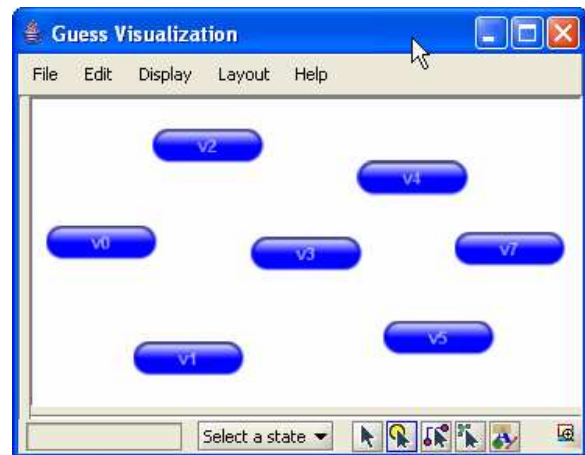 Guess Visualization
File Edit Display Layout Help
v2
v4
v0
v3
v7
v5
v1
Select a state